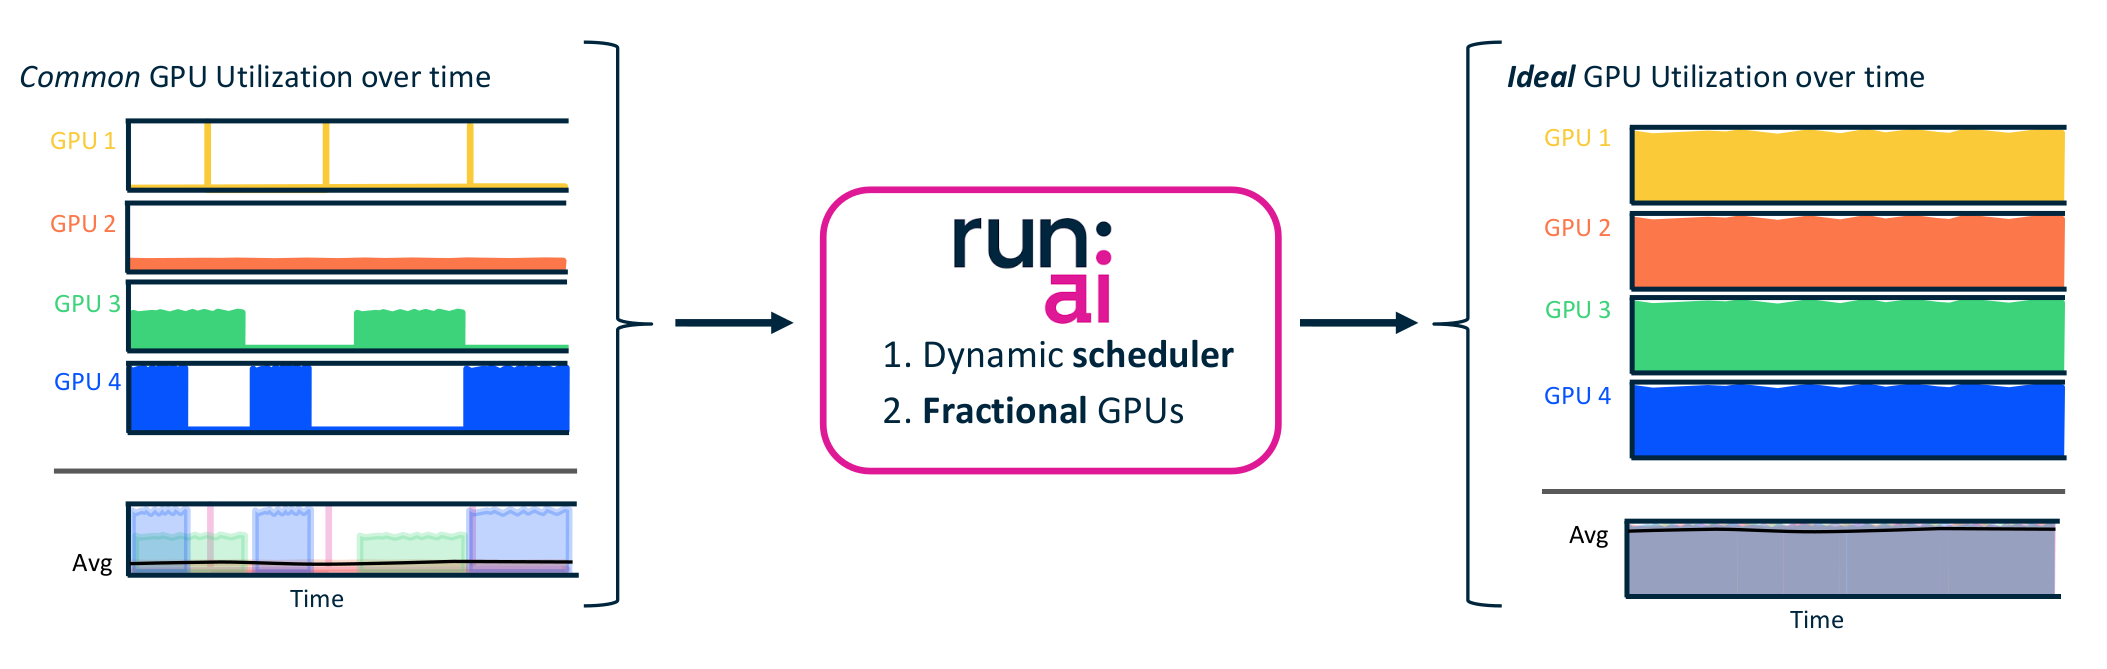 Common GPU Utilization over time
GPU 1
GPU 2
GPU 3
GPU 4
Avg
Time
run:
ai
1. Dynamic scheduler
2. Fractional GPUs
Ideal GPU Utilization over time
GPU 1
GPU 2
GPU 3
GPU 4
Avg
Time